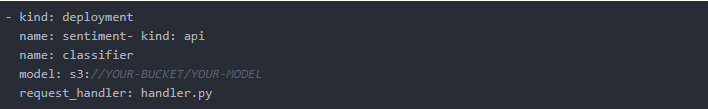 - kind: deployment
name: sentiment- kind: api
name: classifier
model: s3://YOUR-BUCKET/YOUR-MODEL
request_handler: handler.py